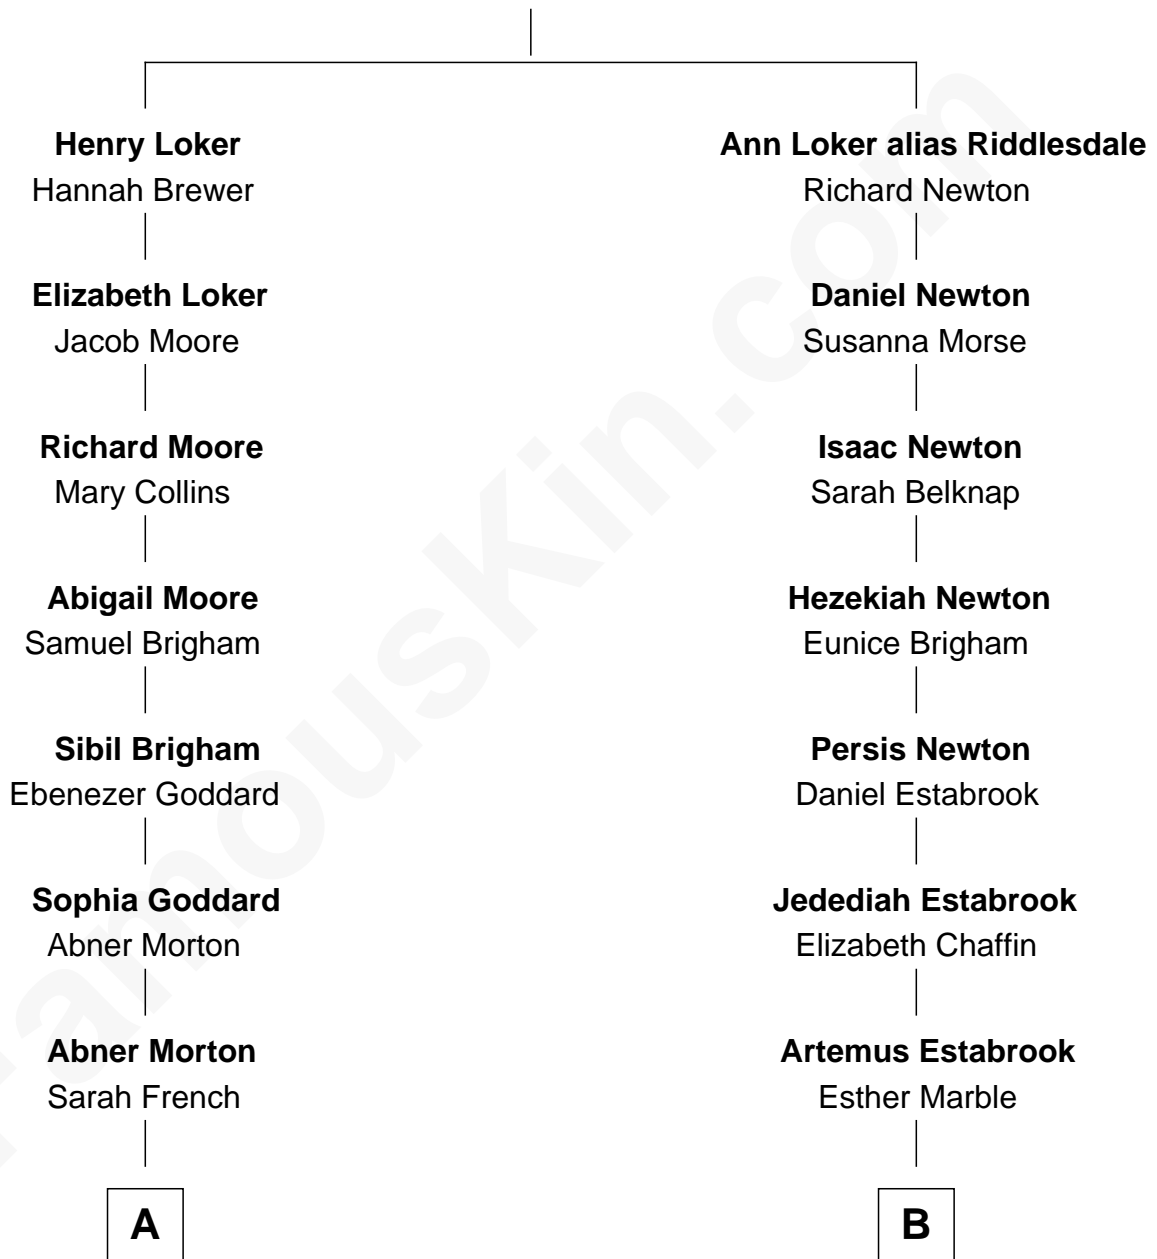 Henry Loker
Hannah Brewer
Ann Loker alias Riddlesdale
Richard Newton
Elizabeth Loker
Jacob Moore
Daniel Newton
Susanna Morse
Richard Moore
Mary Collins
Isaac Newton
Sarah Belknap
Abigail Moore
Samuel Brigham
Hezekiah Newton
Eunice Brigham
Sibil Brigham
Ebenezer Goddard
Persis Newton
Daniel Estabrook
Sophia Goddard
Abner Morton
Jedediah Estabrook
Elizabeth Chaffin
Abner Morton
Sarah French
Artemus Estabrook
Esther Marble
A
B
FamousKin.com